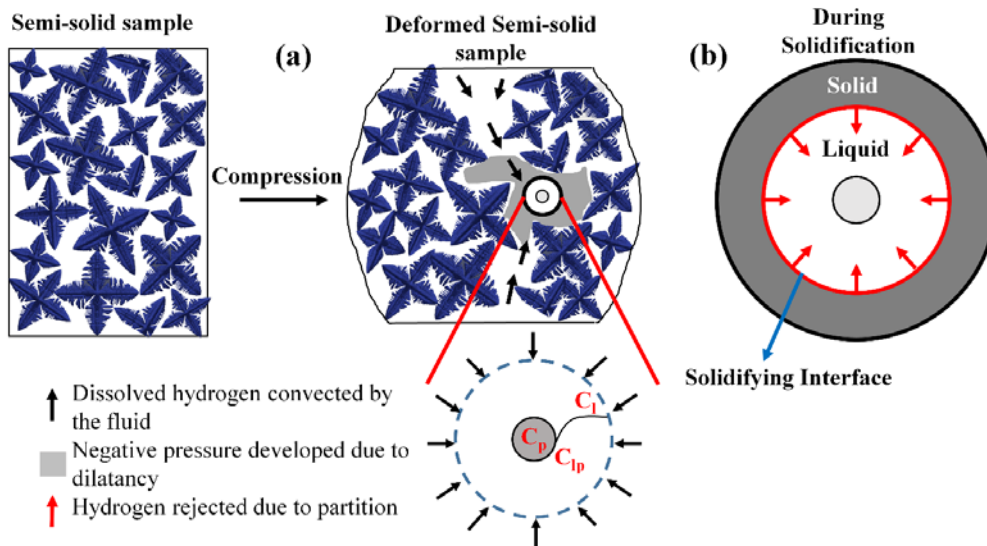 Semi-solid sample
(a)
Deformed Semi-solid
sample
During
Solidification
(b)
Solid
Liquid
Compression
Solidifying Interface
Dissolved hydrogen convected by
the fluid
Negative pressure developed due to
dilatancy
Hydrogen rejected due to partition
C_l
C_p
C_lp